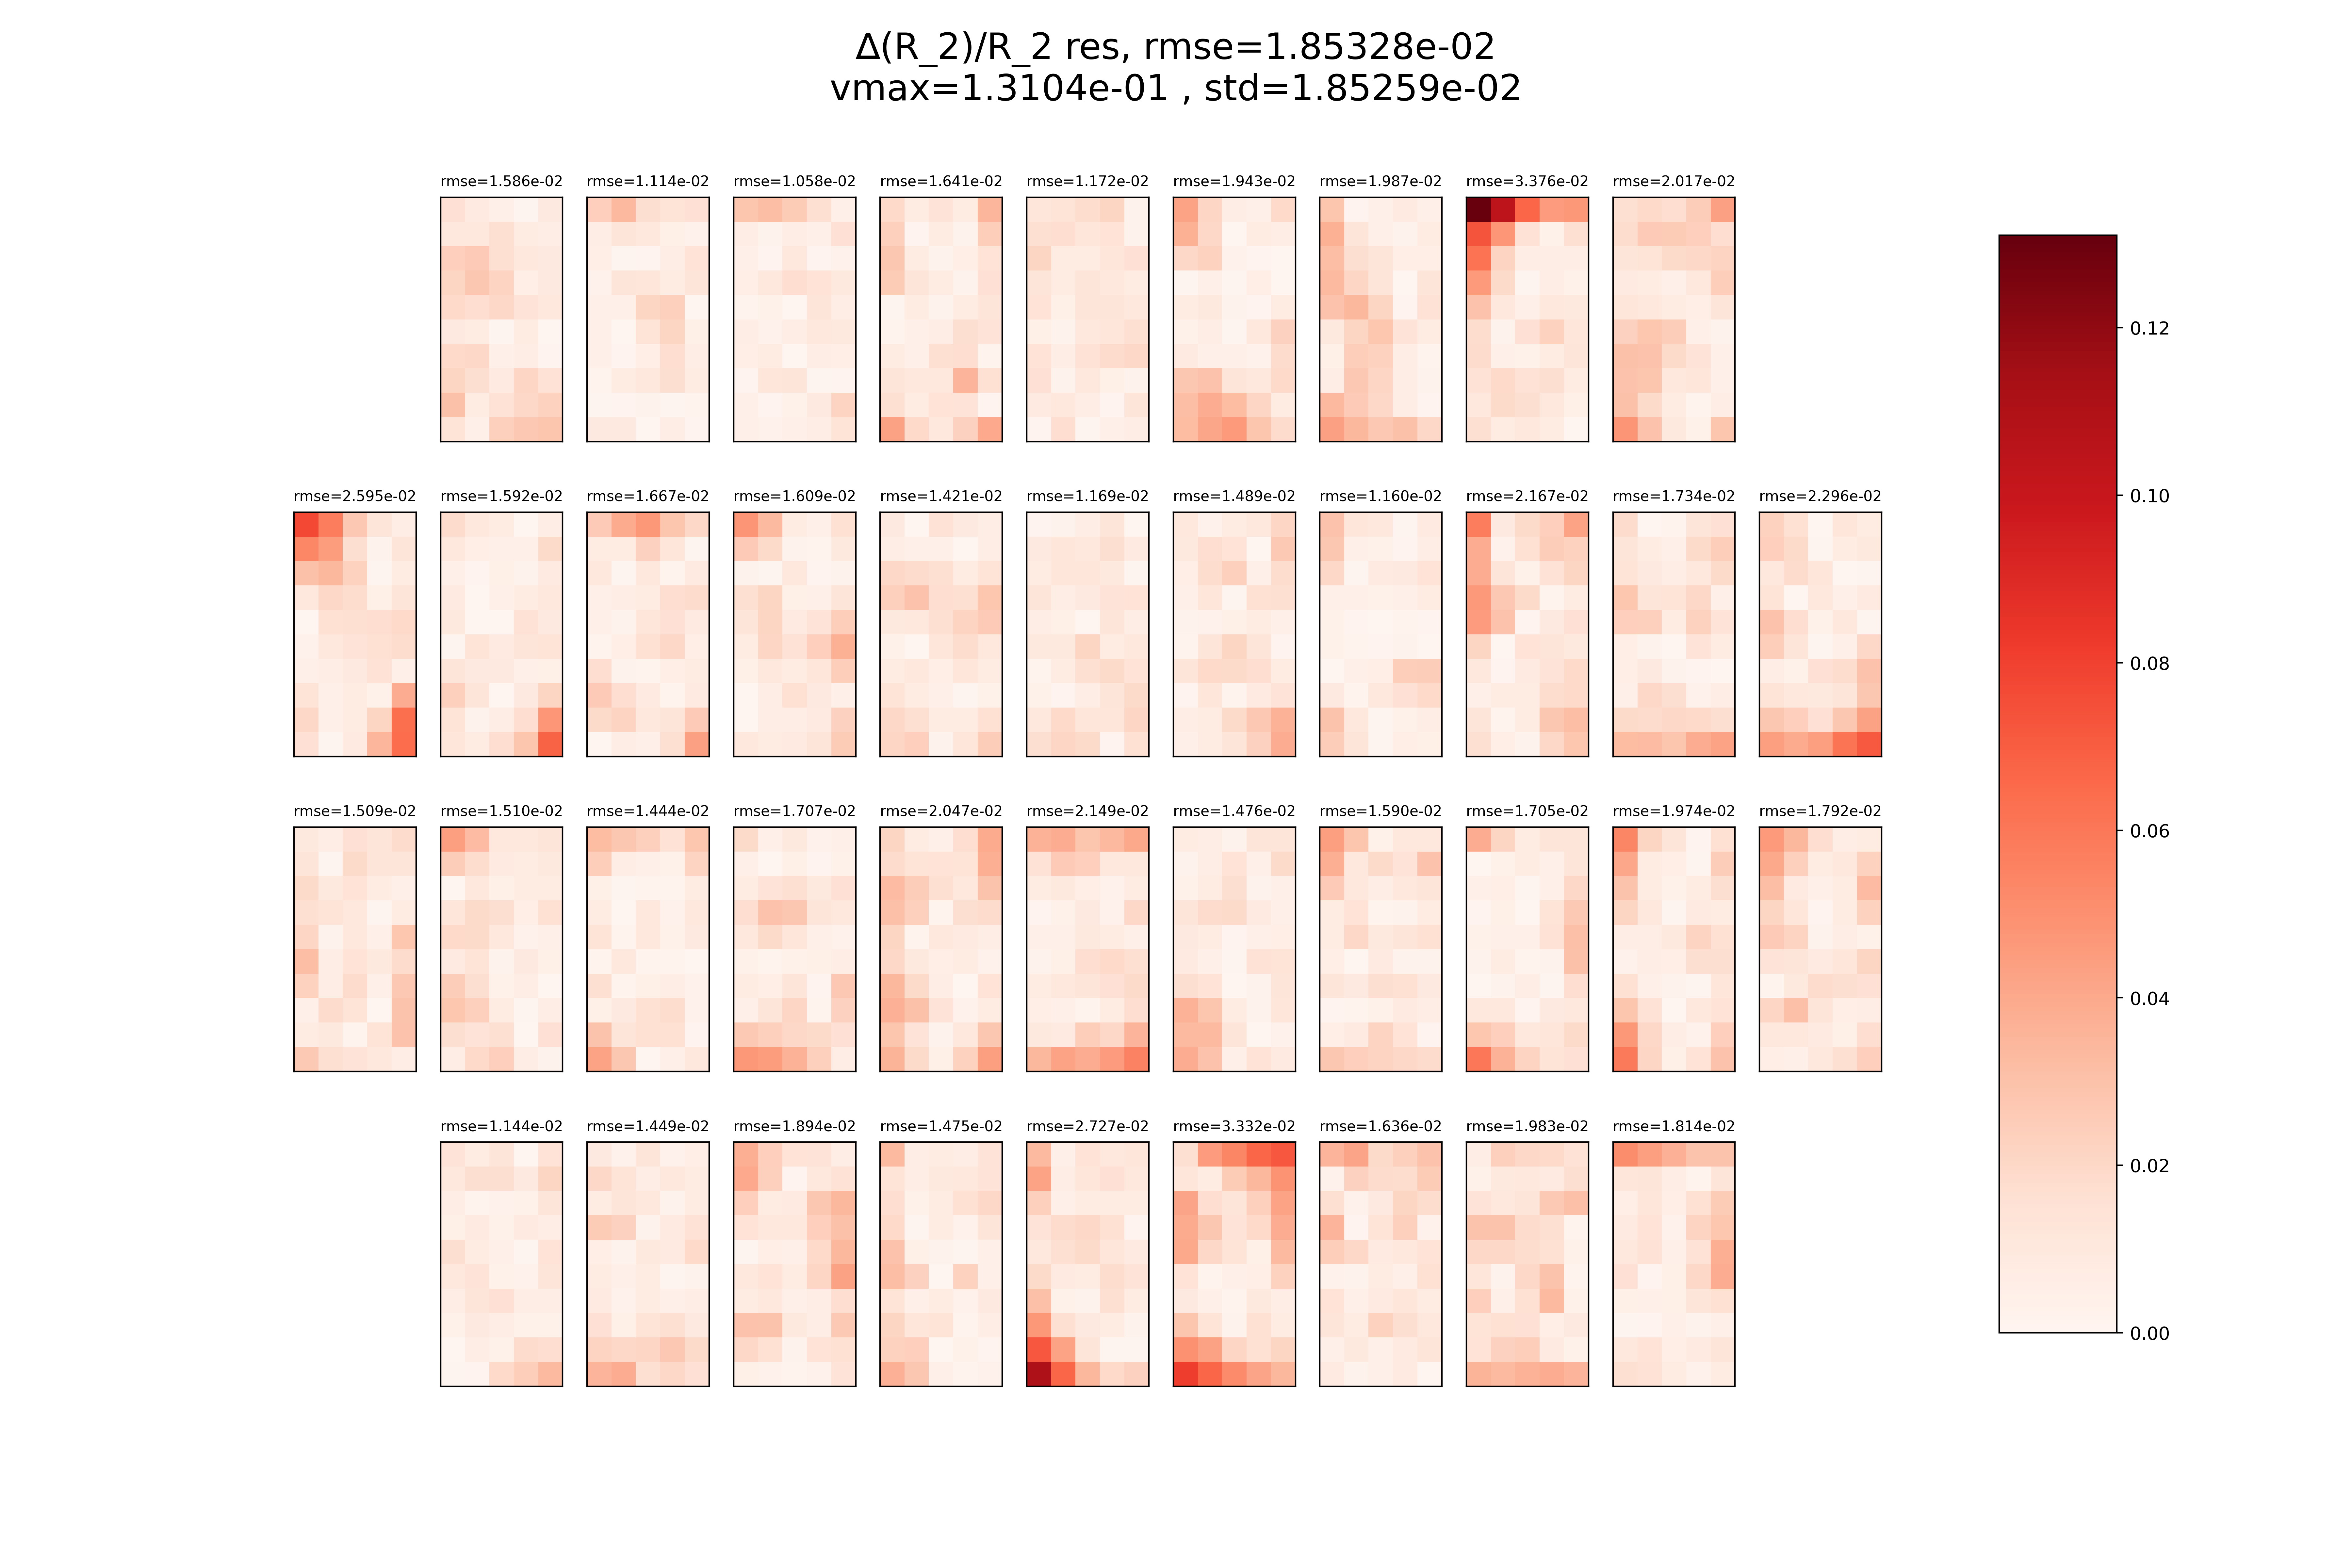 Δ(R_2)/R_2 res, rmse=1.85328e-02
vmax=1.3104e-01 , std=1.85259e-02
rmse=1.586e-02 rmse=1.114e-02 rmse=1.058e-02 rmse=1.641e-02 rmse=1.172e-02 rmse=1.943e-02 rmse=1.987e-02 rmse=3.376e-02 rmse=2.017e-02
rmse=2.595e-02 rmse=1.592e-02 rmse=1.667e-02 rmse=1.609e-02 rmse=1.421e-02 rmse=1.169e-02 rmse=1.489e-02 rmse=1.160e-02 rmse=2.167e-02 rmse=1.734e-02 rmse=2.296e-02
rmse=1.509e-02 rmse=1.510e-02 rmse=1.444e-02 rmse=1.707e-02 rmse=2.047e-02 rmse=2.149e-02 rmse=1.476e-02 rmse=1.590e-02 rmse=1.705e-02 rmse=1.974e-02 rmse=1.792e-02
rmse=1.144e-02 rmse=1.449e-02 rmse=1.894e-02 rmse=1.475e-02 rmse=2.727e-02 rmse=3.332e-02 rmse=1.636e-02 rmse=1.983e-02 rmse=1.814e-02
0.12
0.10
0.08
0.06
0.04
0.02
0.00